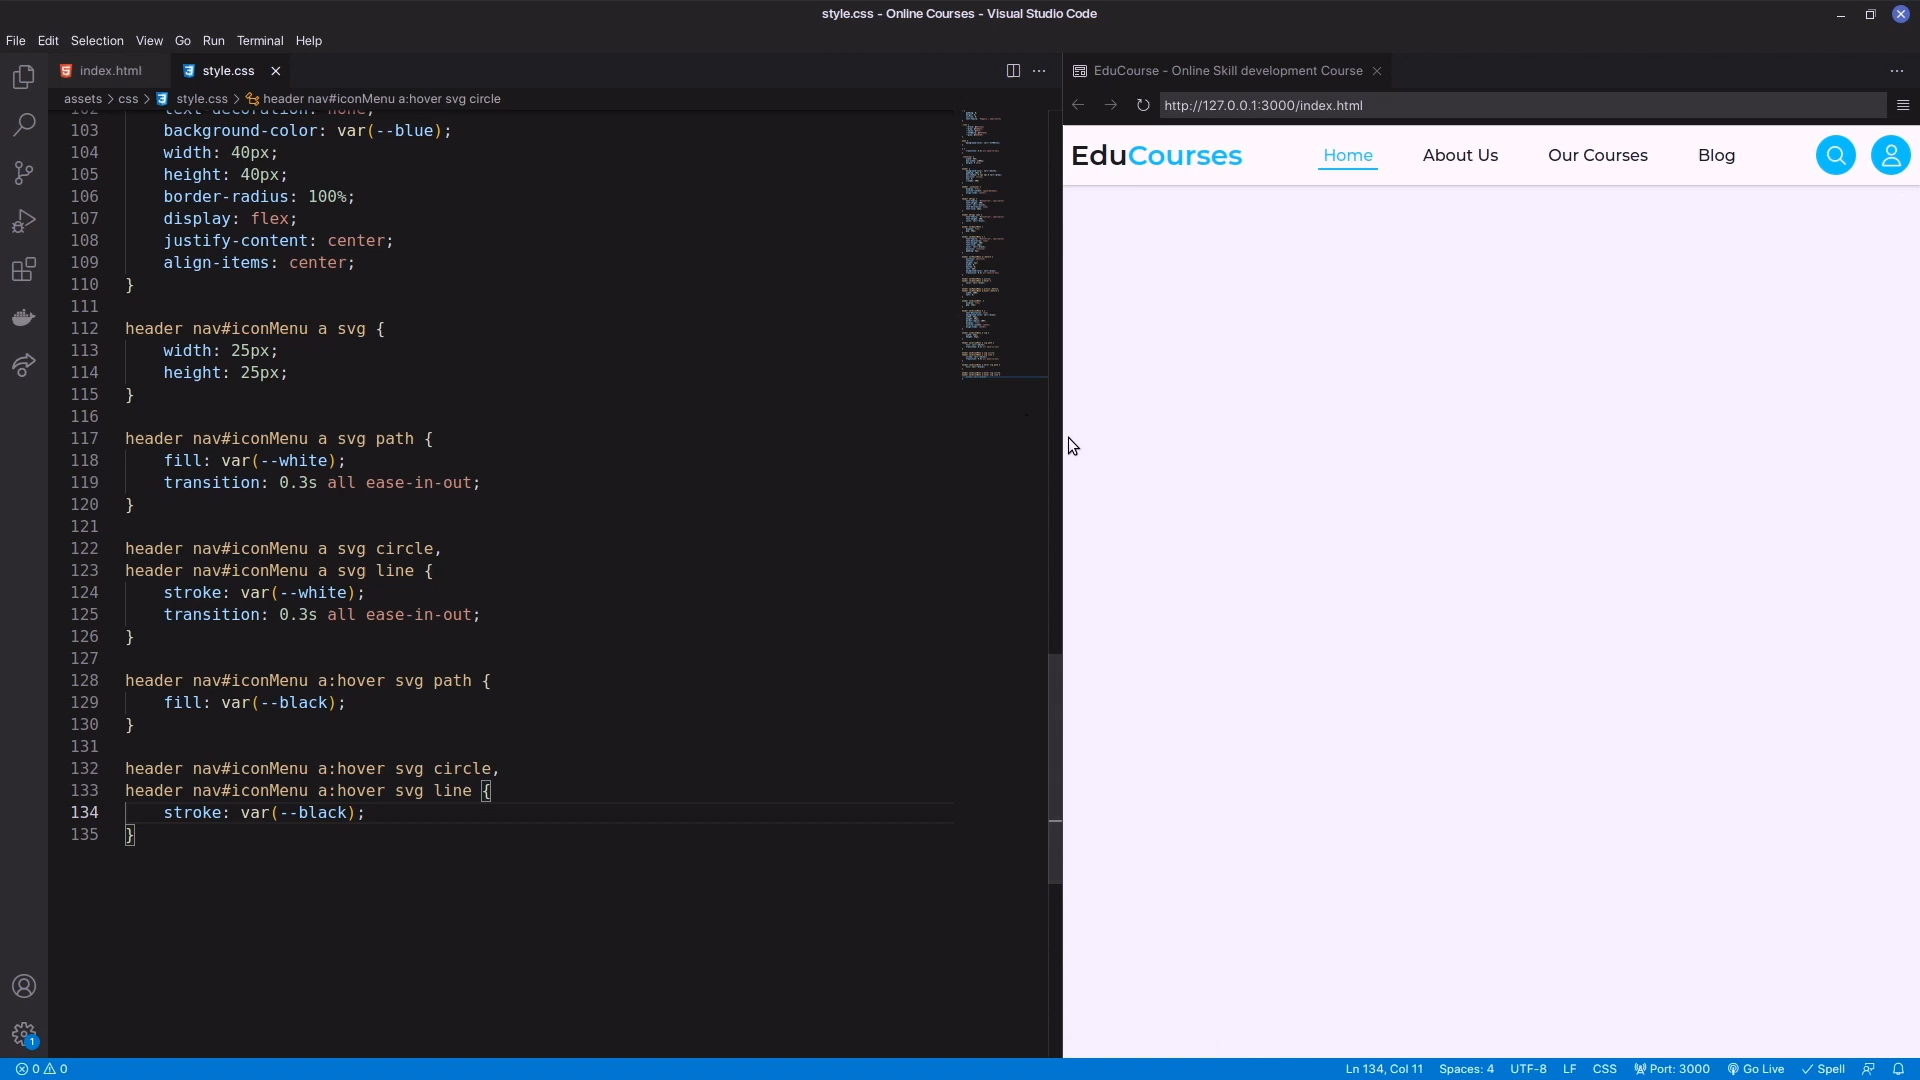 style.css - Online Courses - Visual Studio Code
File Edit Selection View Go Run Terminal Help
index.html style.css
EduCourse - Online Skill development Course
assets > css > style.css > header nav#iconMenu a:hover svg circle
http://127.0.0.1:3000/index.html
EduCourses Home About Us Our Courses Blog
102 text-decoration: none;
103 background-color: var(--blue);
104 width: 40px;
105 height: 40px;
106 border-radius: 100%;
107 display: flex;
108 justify-content: center;
109 align-items: center;
110 }
111
112 header nav#iconMenu a svg {
113 width: 25px;
114 height: 25px;
115 }
116
117 header nav#iconMenu a svg path {
118 fill: var(--white);
119 transition: 0.3s all ease-in-out;
120 }
121
122 header nav#iconMenu a svg circle,
123 header nav#iconMenu a svg line {
124 stroke: var(--white);
125 transition: 0.3s all ease-in-out;
126 }
127
128 header nav#iconMenu a:hover svg path {
129 fill: var(--black);
130 }
131
132 header nav#iconMenu a:hover svg circle,
133 header nav#iconMenu a:hover svg line {
134 stroke: var(--black);
135 }
1
0 0 Ln 134, Col 11 Spaces: 4 UTF-8 LF CSS Port: 3000 Go Live Spell